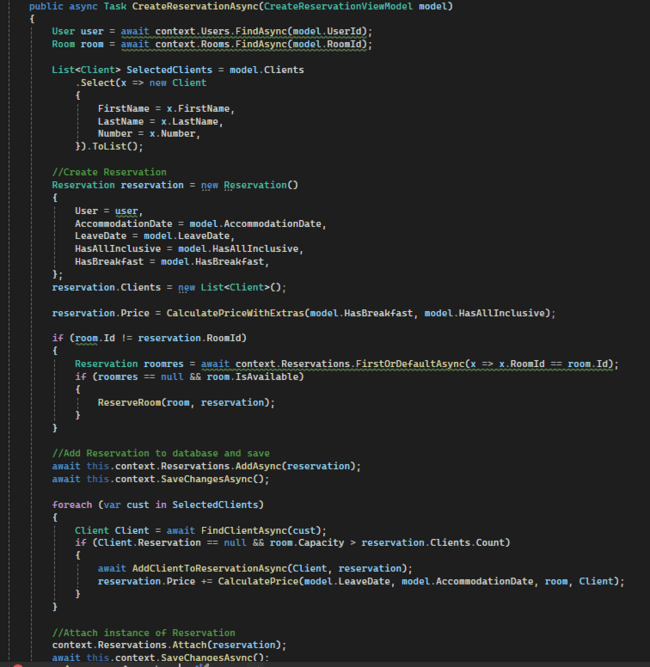 public async Task CreateReservationAsync(CreateReservationViewModel model)
{
User user = await context.Users.FindAsync(model.UserId);
Room room = await context.Rooms.FindAsync(model.RoomId);
List<Client> SelectedClients = model.Clients
.Select(x => new Client
{
FirstName = x.FirstName,
LastName = x.LastName,
Number = x.Number,
}).ToList();
//Create Reservation
Reservation reservation = new Reservation()
{
User = user,
AccommodationDate = model.AccommodationDate,
LeaveDate = model.LeaveDate,
HasAllInclusive = model.HasAllInclusive,
HasBreakfast = model.HasBreakfast,
};
reservation.Clients = new List<Client>();
reservation.Price = CalculatePriceWithExtras(model.HasBreakfast, model.HasAllInclusive);
if (room.Id != reservation.RoomId)
{
Reservation roomres = await context.Reservations.FirstOrDefaultAsync(x => x.RoomId == room.Id);
if (roomres == null && room.IsAvailable)
{
ReserveRoom(room, reservation);
}
}
//Add Reservation to database and save
await this.context.Reservations.AddAsync(reservation);
await this.context.SaveChangesAsync();
foreach (var cust in SelectedClients)
{
Client Client = await FindClientAsync(cust);
if (Client.Reservation == null && room.Capacity > reservation.Clients.Count)
{
await AddClientToReservationAsync(Client, reservation);
reservation.Price += CalculatePrice(model.LeaveDate, model.AccommodationDate, room, Client);
}
}
//Attach instance of Reservation
context.Reservations.Attach(reservation);
await this.context.SaveChangesAsync();